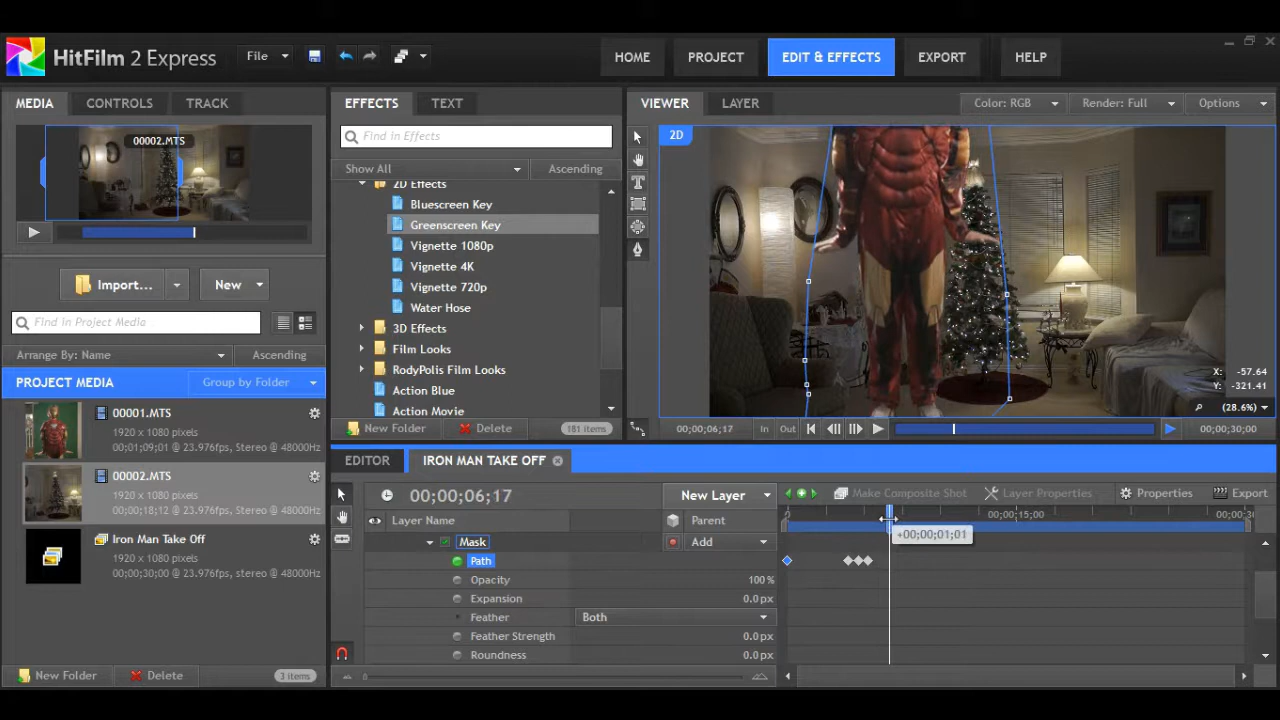 HitFilm 2 Express
File
HOME
PROJECT
EDIT & EFFECTS
EXPORT
HELP
MEDIA
CONTROLS
TRACK
00002.MTS
Import...
New
Find in Project Media
Arrange By: Name
Ascending
PROJECT MEDIA
Group by Folder
00001.MTS
1920 x 1080 pixels
00;01;09;01 @ 23.976fps, Stereo @ 48000Hz
00002.MTS
1920 x 1080 pixels
00;00;18;12 @ 23.976fps, Stereo @ 48000Hz
Iron Man Take Off
1920 x 1080 pixels
00;00;30;00 @ 23.976fps, Stereo @ 48000Hz
New Folder
Delete
3 items
EFFECTS
TEXT
Find in Effects
Show All
Ascending
2D Effects
Bluescreen Key
Greenscreen Key
Vignette 1080p
Vignette 4K
Vignette 720p
Water Hose
3D Effects
Film Looks
RodyPolis Film Looks
Action Blue
Action Movie
New Folder
Delete
181 items
VIEWER
LAYER
Color: RGB
Render: Full
Options
2D
X: -57.64
Y: -321.41
(28.6%)
00;00;06;17
In
Out
00;00;30;00
EDITOR
IRON MAN TAKE OFF
00;00;06;17
New Layer
Make Composite Shot
Layer Properties
Properties
Export
Layer Name
Parent
0
00;00;15;00
00;00;3
+00;00;01;01
Mask
Add
Path
Opacity
100%
Expansion
0.0px
Feather
Both
Feather Strength
0.0px
Roundness
0.0px